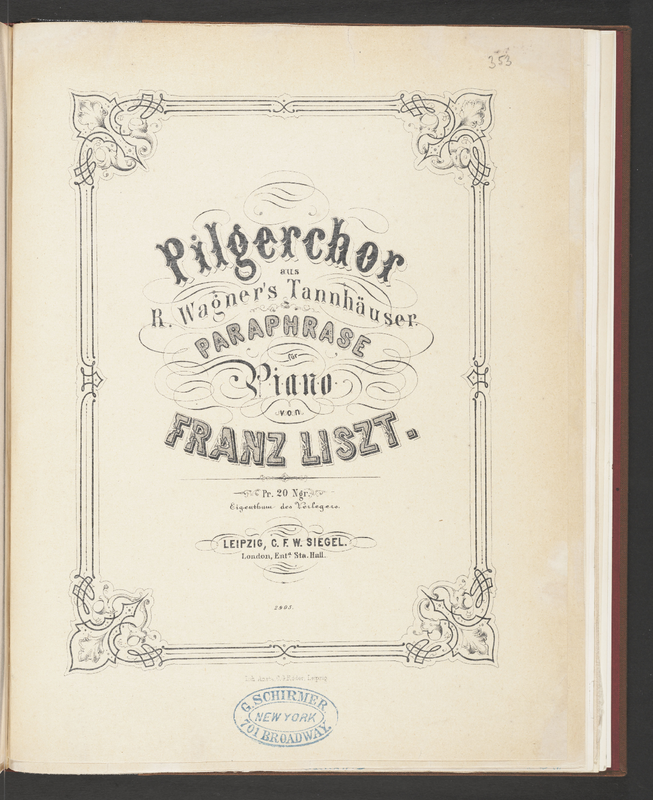 353
Pilgerchor
aus
R. Wagner's Tannhäuser.
PARAPHRASE
für
Piano
von
FRANZ LISZT.
Pr. 20 Ngr.
Eigenthum des Verlegers.
LEIPZIG, C. F. W. SIEGEL.
London, Entd. Sta. Hall.
Leipzig
G. SCHIRMER
NEW YORK
701 BROADWAY.